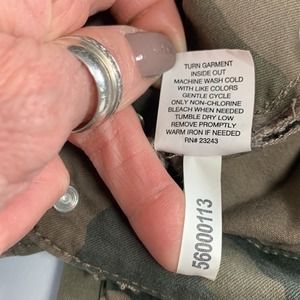 TURN GARMENT
INSIDE OUT
MACHINE WASH COLD
WITH LIKE COLORS
GENTLE CYCLE
ONLY NON-CHLORINE
BLEACH WHEN NEEDED
TUMBLE DRY LOW
REMOVE PROMPTLY
WARM IRON IF NEEDED
RN# 23243
56000113